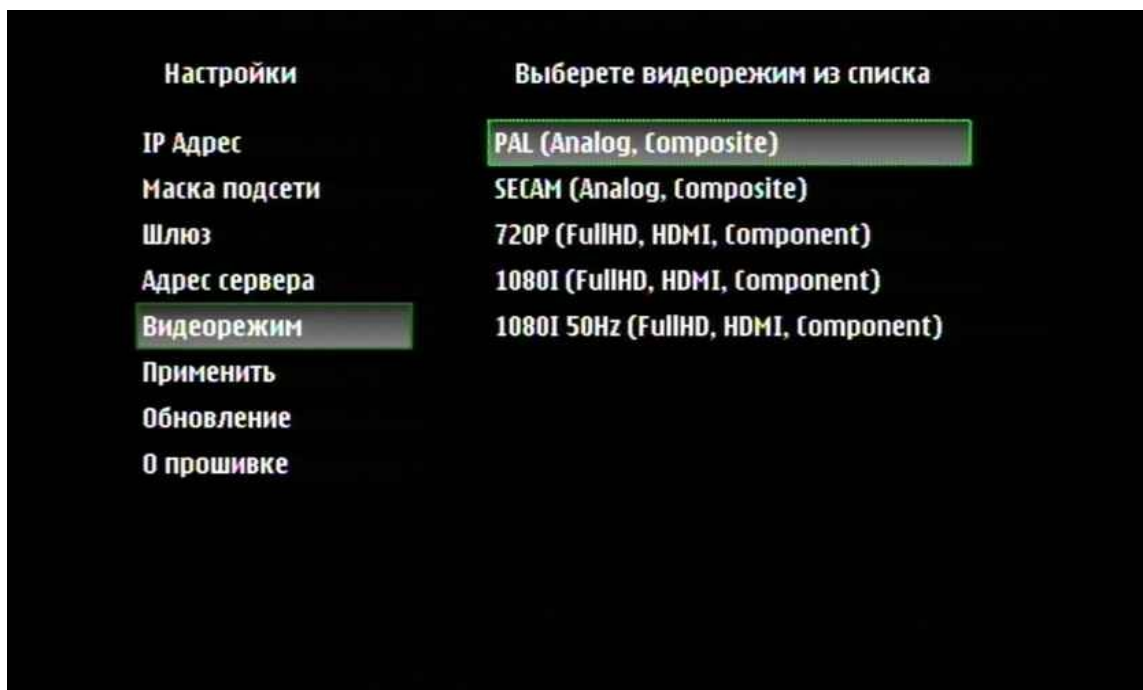 Настройки
Выберете видеорежим из списка
IP Адрес
Маска подсети
Шлюз
Адрес сервера
Видеорежим
Применить
Обновление
О прошивке
PAL (Analog, Composite)
SECAM (Analog, Composite)
720P (FullHD, HDMI, Component)
1080I (FullHD, HDMI, Component)
1080I 50Hz (FullHD, HDMI, Component)